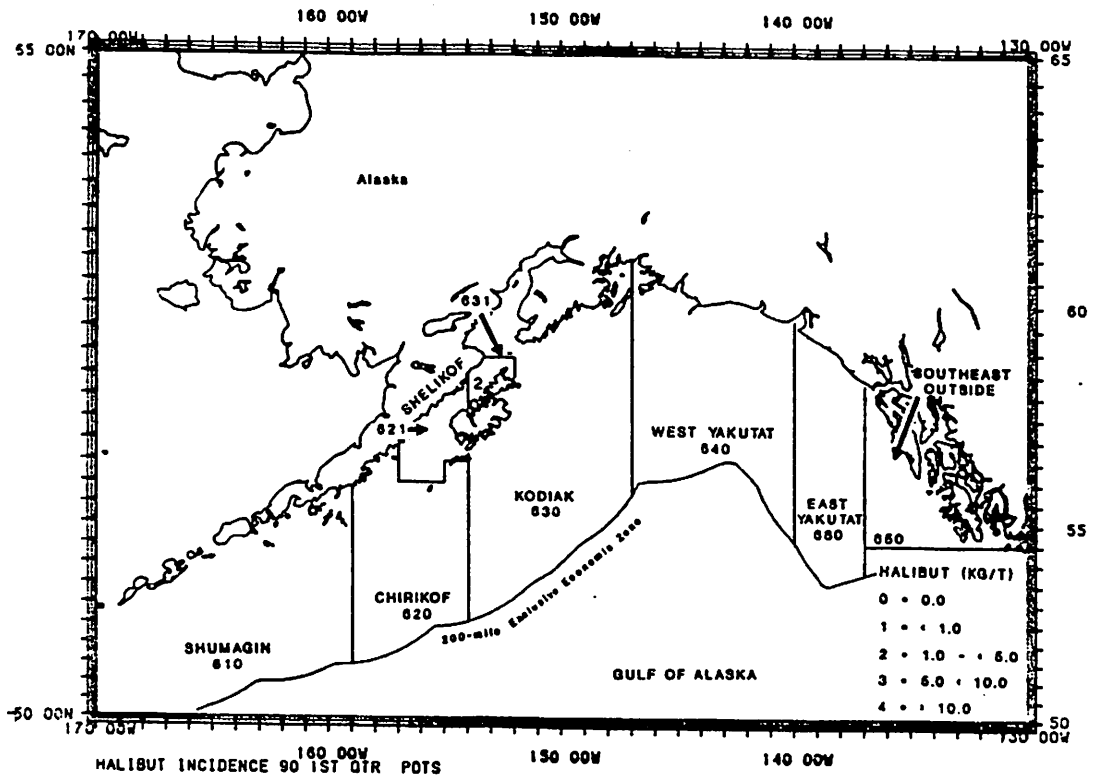 160 00W 150 00W 140 00W
170 00W 130 00W
65 00N 65
Alaska
631
60
SHELIKOF
2
SOUTHEAST
OUTSIDE
621
WEST YAKUTAT
640
KODIAK
630
EAST
YAKUTAT
680
55
650
200-mile Exclusive Economic Zone
HALIBUT (KG/T)
0 = 0.0
CHIRIKOF
620
1 = < 1.0
SHUMAGIN
610
2 = 1.0 - < 5.0
GULF OF ALASKA
3 = 5.0 < 10.0
4 = > 10.0
50 00N 50
170 00W 130 00W
160 00W 150 00W 140 00W
HALIBUT INCIDENCE 90 1ST QTR POTS